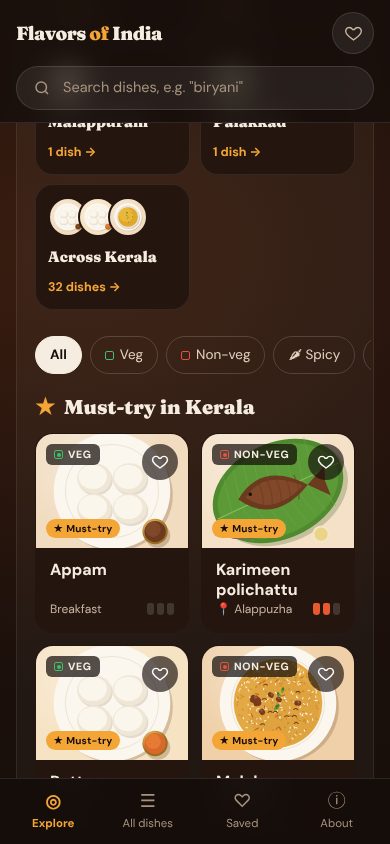 Flavors of India
Search dishes, e.g. "biryani"
Malappuram
Palakkad
1 dish →
1 dish →
Across Kerala
32 dishes →
All
Veg
Non-veg
🌶 Spicy
★ Must-try in Kerala
VEG
★ Must-try
Appam
Breakfast
NON-VEG
★ Must-try
Karimeen
polichattu
📍 Alappuzha
VEG
★ Must-try
NON-VEG
★ Must-try
Explore
All dishes
Saved
About